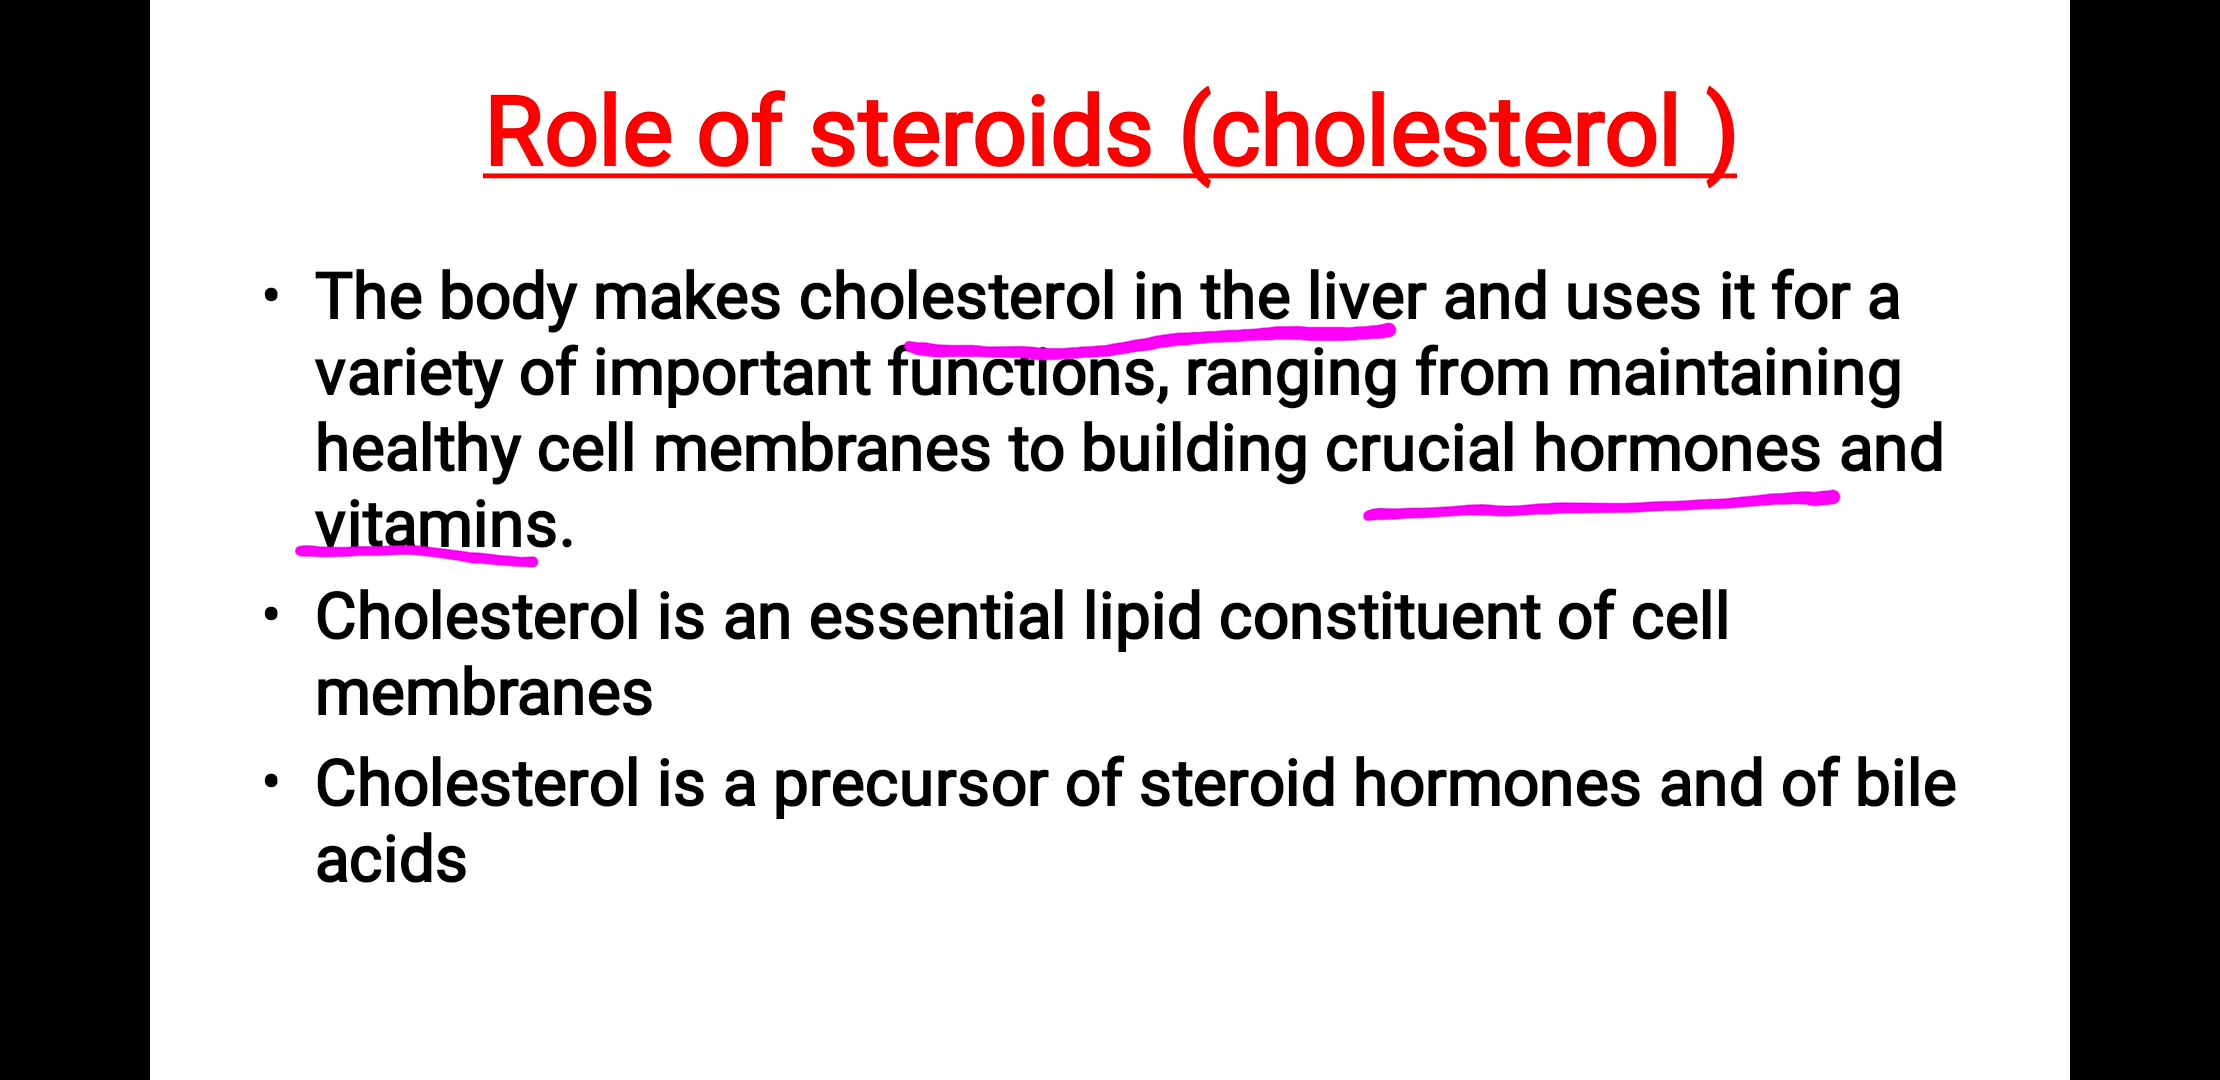 Role of steroids (cholesterol )
• The body makes cholesterol in the liver and uses it for a
variety of important functions, ranging from maintaining
healthy cell membranes to building crucial hormones and
vitamins.
• Cholesterol is an essential lipid constituent of cell
membranes
• Cholesterol is a precursor of steroid hormones and of bile
acids